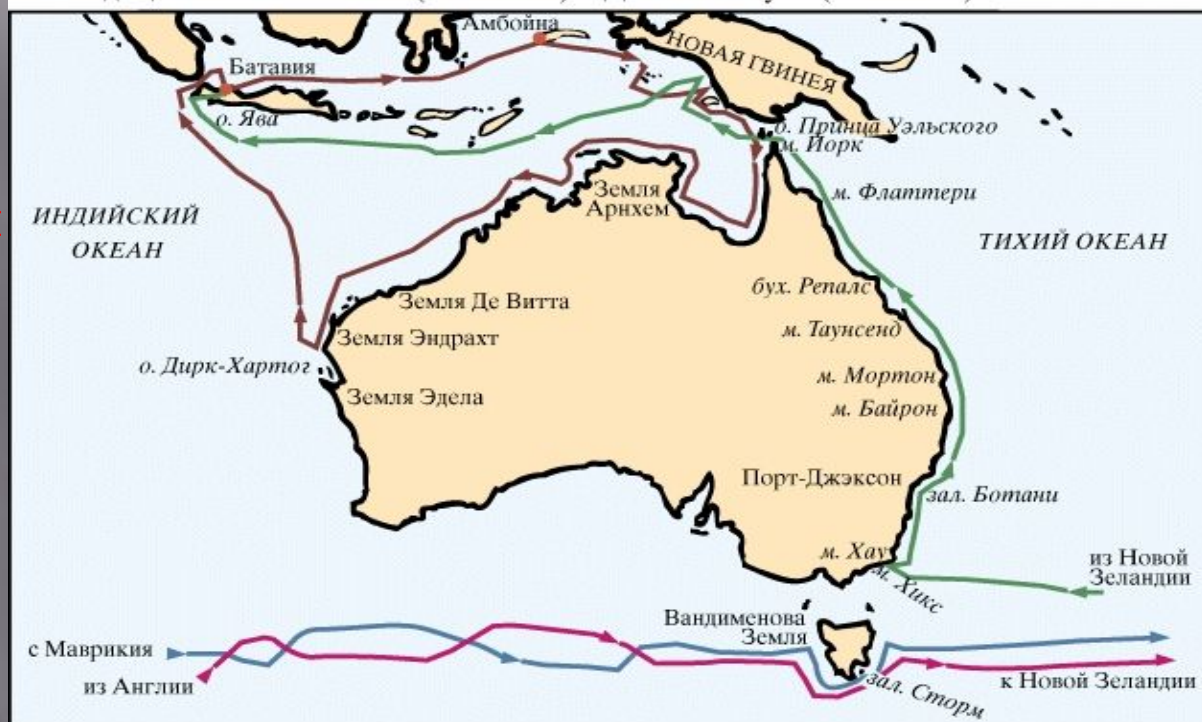 Амбойна
НОВАЯ ГВИНЕЯ
Батавия
о. Ява
о. Принца Уэльского
м. Йорк
Земля
Арнхем
м. Флаттери
ИНДИЙСКИЙ
ОКЕАН
ТИХИЙ ОКЕАН
бух. Репалс
Земля Де Витта
м. Таунсенд
Земля Эндрахт
о. Дирк-Хартог
м. Мортон
Земля Эдела
м. Байрон
Порт-Джэксон
зал. Ботани
м. Хау
м. Хикс
из Новой
Зеландии
Вандименова
Земля
с Маврикия
из Англии
зал. Сторм
к Новой Зеландии